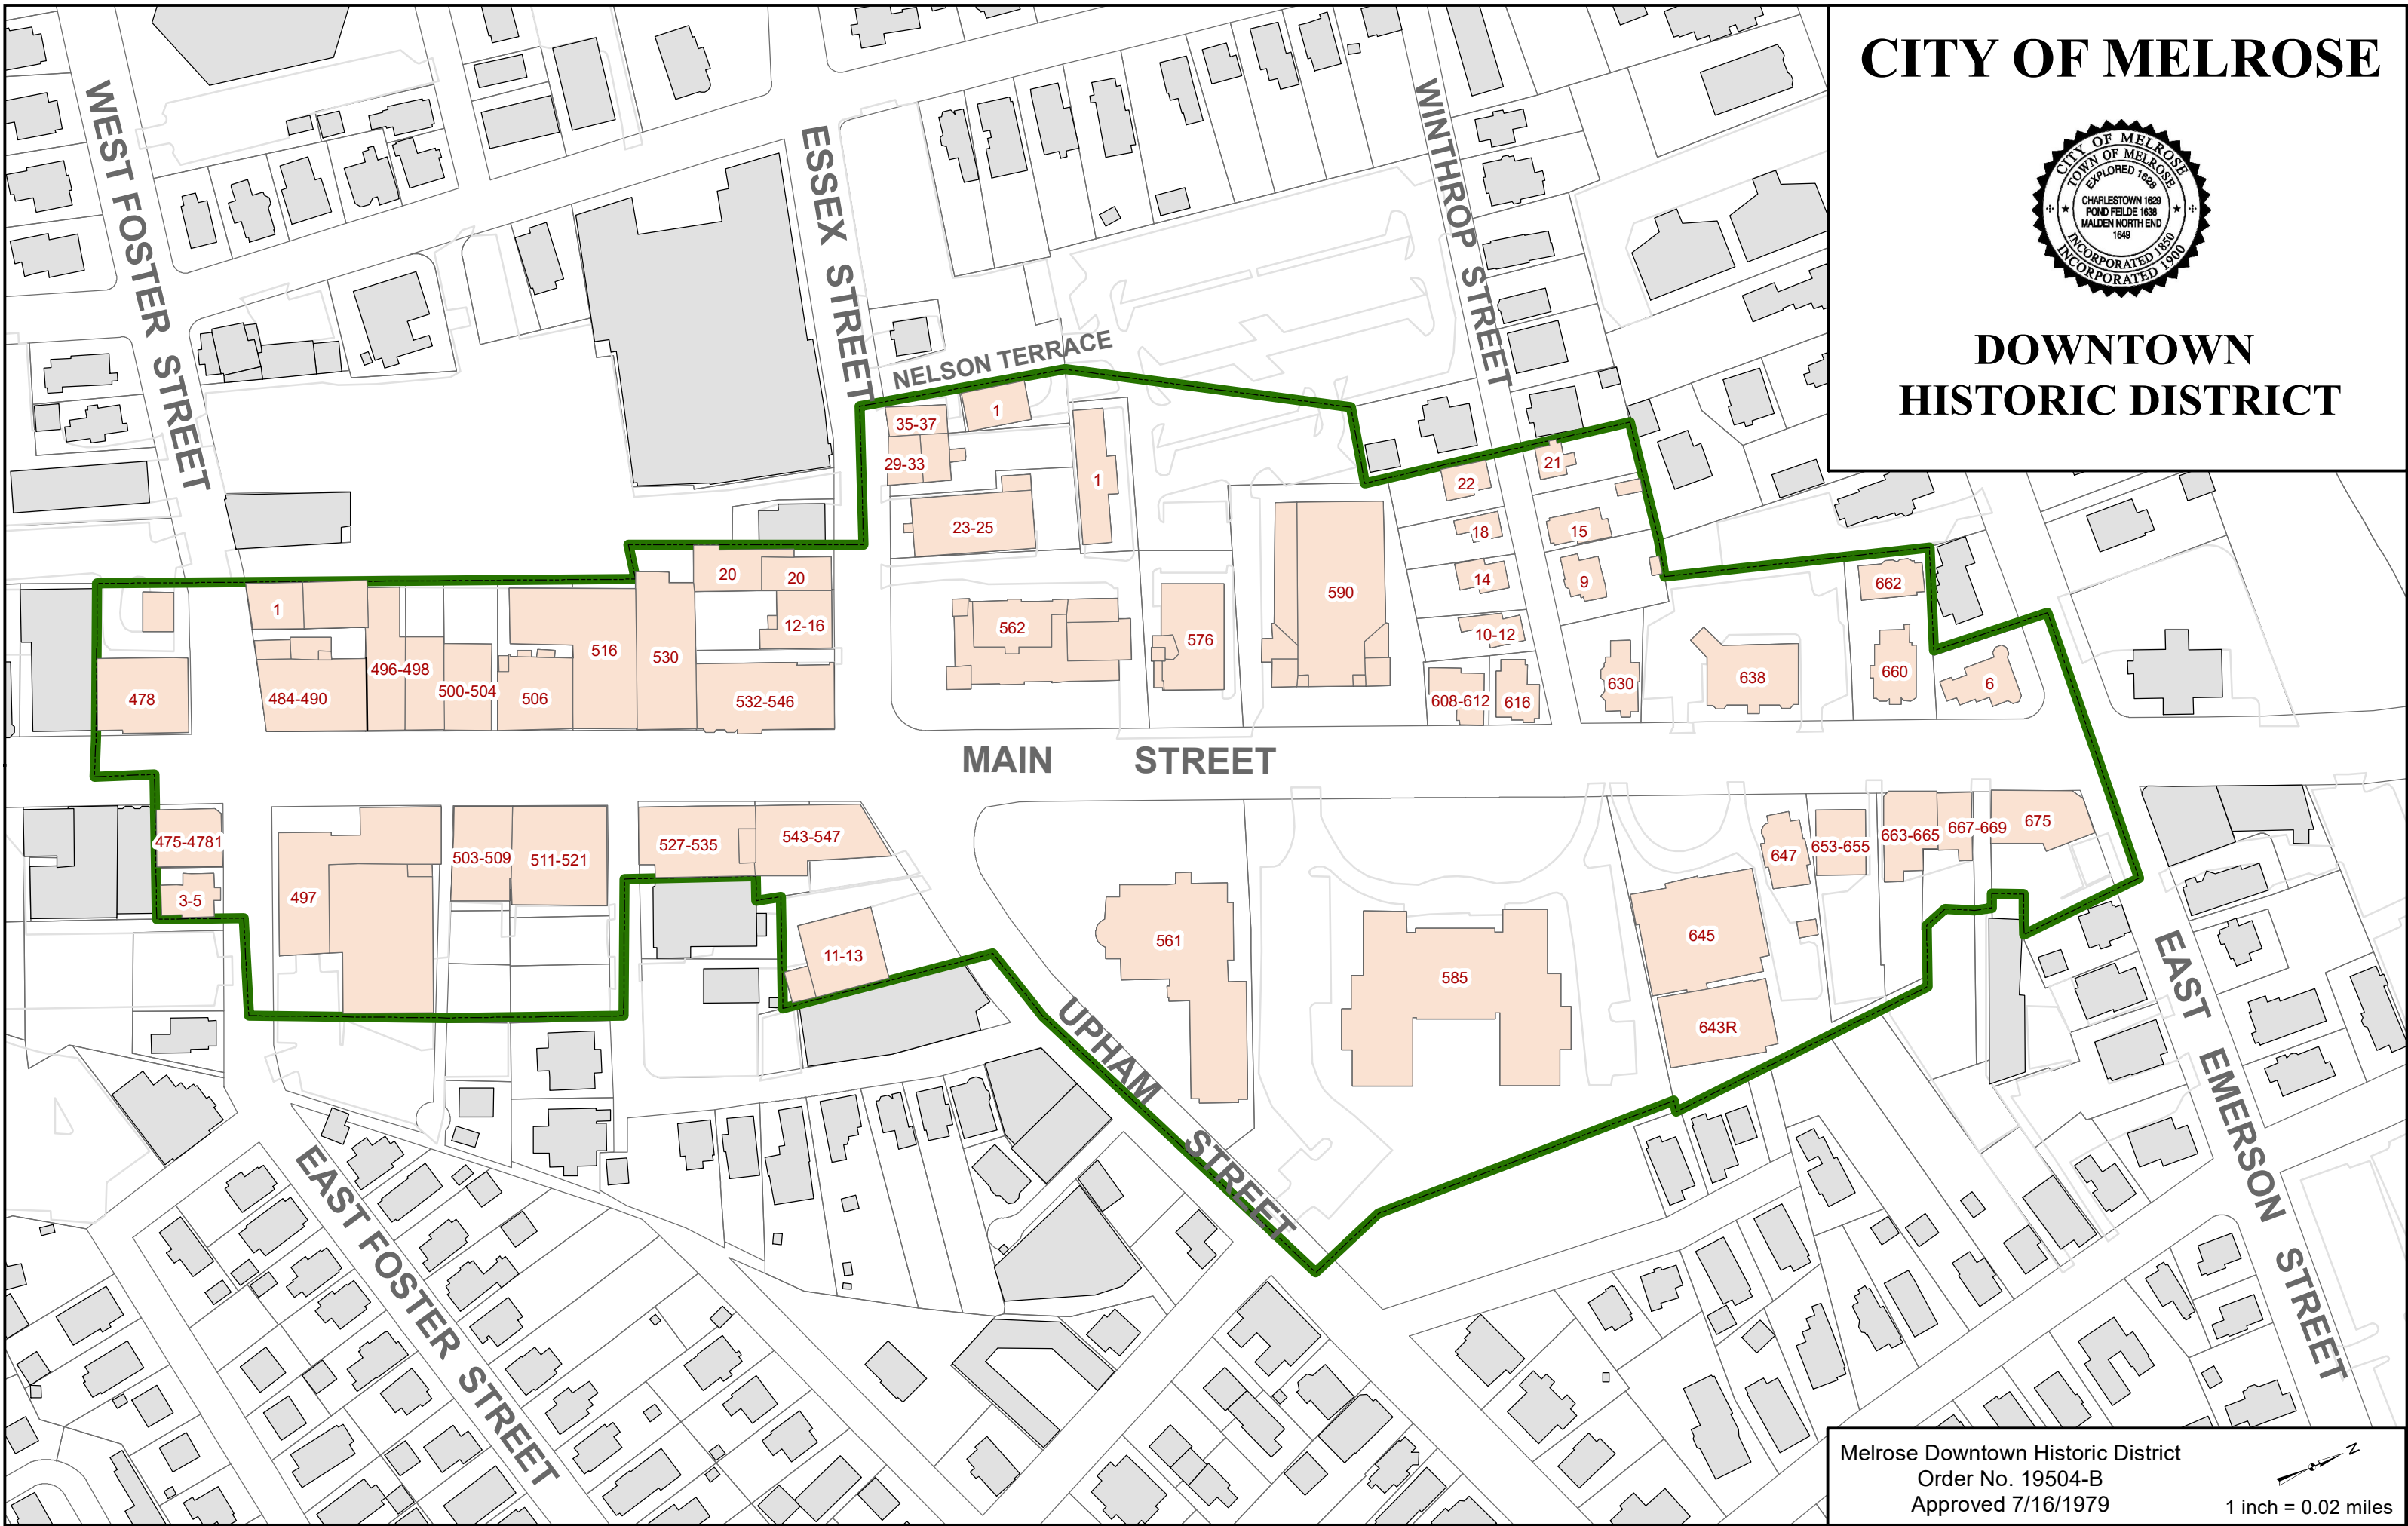 CITY OF MELROSE
CITY OF MELROSE
TOWN OF MELROSE
EXPLORED 1628
CHARLESTOWN 1629
POND FEILDE 1638
MALDEN NORTH END
1649
INCORPORATED 1850
INCORPORATED 1900
DOWNTOWN
HISTORIC DISTRICT
WEST FOSTER STREET
ESSEX STREET
WINTHROP STREET
NELSON TERRACE
35-37
1
29-33
1
23-25
22
21
18
15
14
9
10-12
20
20
12-16
1
562
576
590
662
496-498
516
530
500-504
478
484-490
506
532-546
608-612
616
630
638
660
6
MAIN STREET
475-4781
3-5
497
503-509
511-521
527-535
543-547
11-13
561
585
645
643R
647
653-655
663-665
667-669
675
UPHAM STREET
EAST FOSTER STREET
EAST EMERSON STREET
Melrose Downtown Historic District
Order No. 19504-B
Approved 7/16/1979
N
1 inch = 0.02 miles